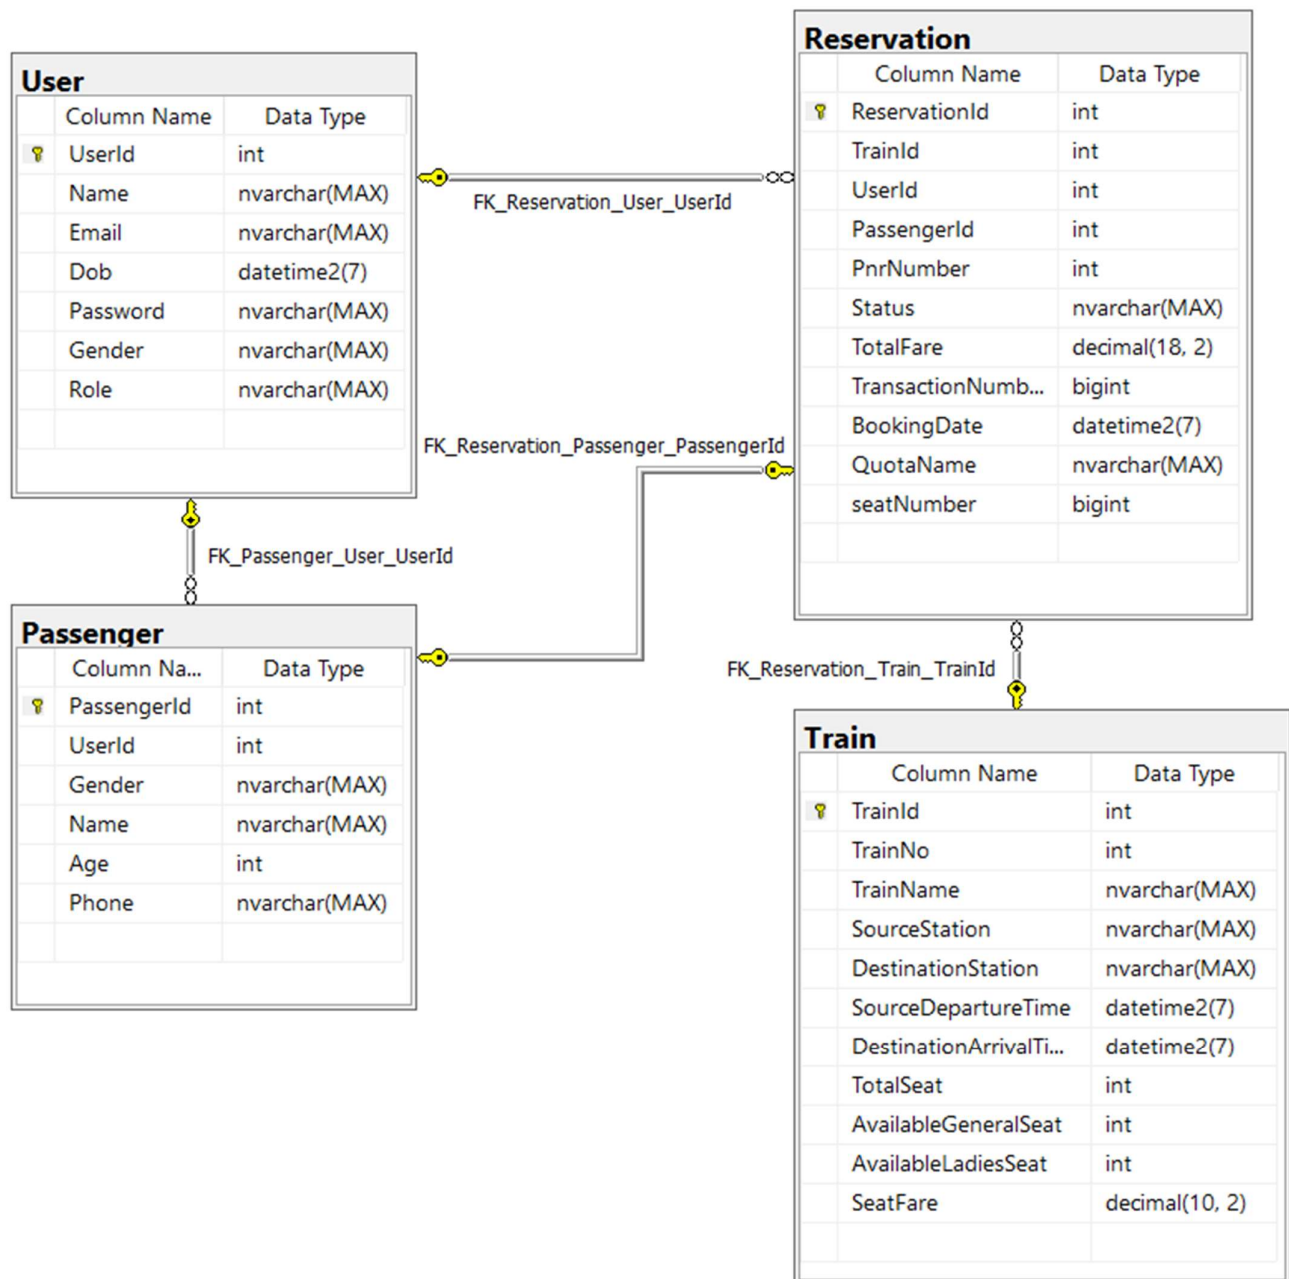 User
Column Name Data Type
UserId int
Name nvarchar(MAX)
Email nvarchar(MAX)
Dob datetime2(7)
Password nvarchar(MAX)
Gender nvarchar(MAX)
Role nvarchar(MAX)
FK_Reservation_User_UserId
Reservation
Column Name Data Type
ReservationId int
TrainId int
UserId int
PassengerId int
PnrNumber int
Status nvarchar(MAX)
TotalFare decimal(18, 2)
TransactionNumb... bigint
BookingDate datetime2(7)
QuotaName nvarchar(MAX)
seatNumber bigint
FK_Reservation_Passenger_PassengerId
FK_Passenger_User_UserId
Passenger
Column Na... Data Type
PassengerId int
UserId int
Gender nvarchar(MAX)
Name nvarchar(MAX)
Age int
Phone nvarchar(MAX)
FK_Reservation_Train_TrainId
Train
Column Name Data Type
TrainId int
TrainNo int
TrainName nvarchar(MAX)
SourceStation nvarchar(MAX)
DestinationStation nvarchar(MAX)
SourceDepartureTime datetime2(7)
DestinationArrivalTi... datetime2(7)
TotalSeat int
AvailableGeneralSeat int
AvailableLadiesSeat int
SeatFare decimal(10, 2)